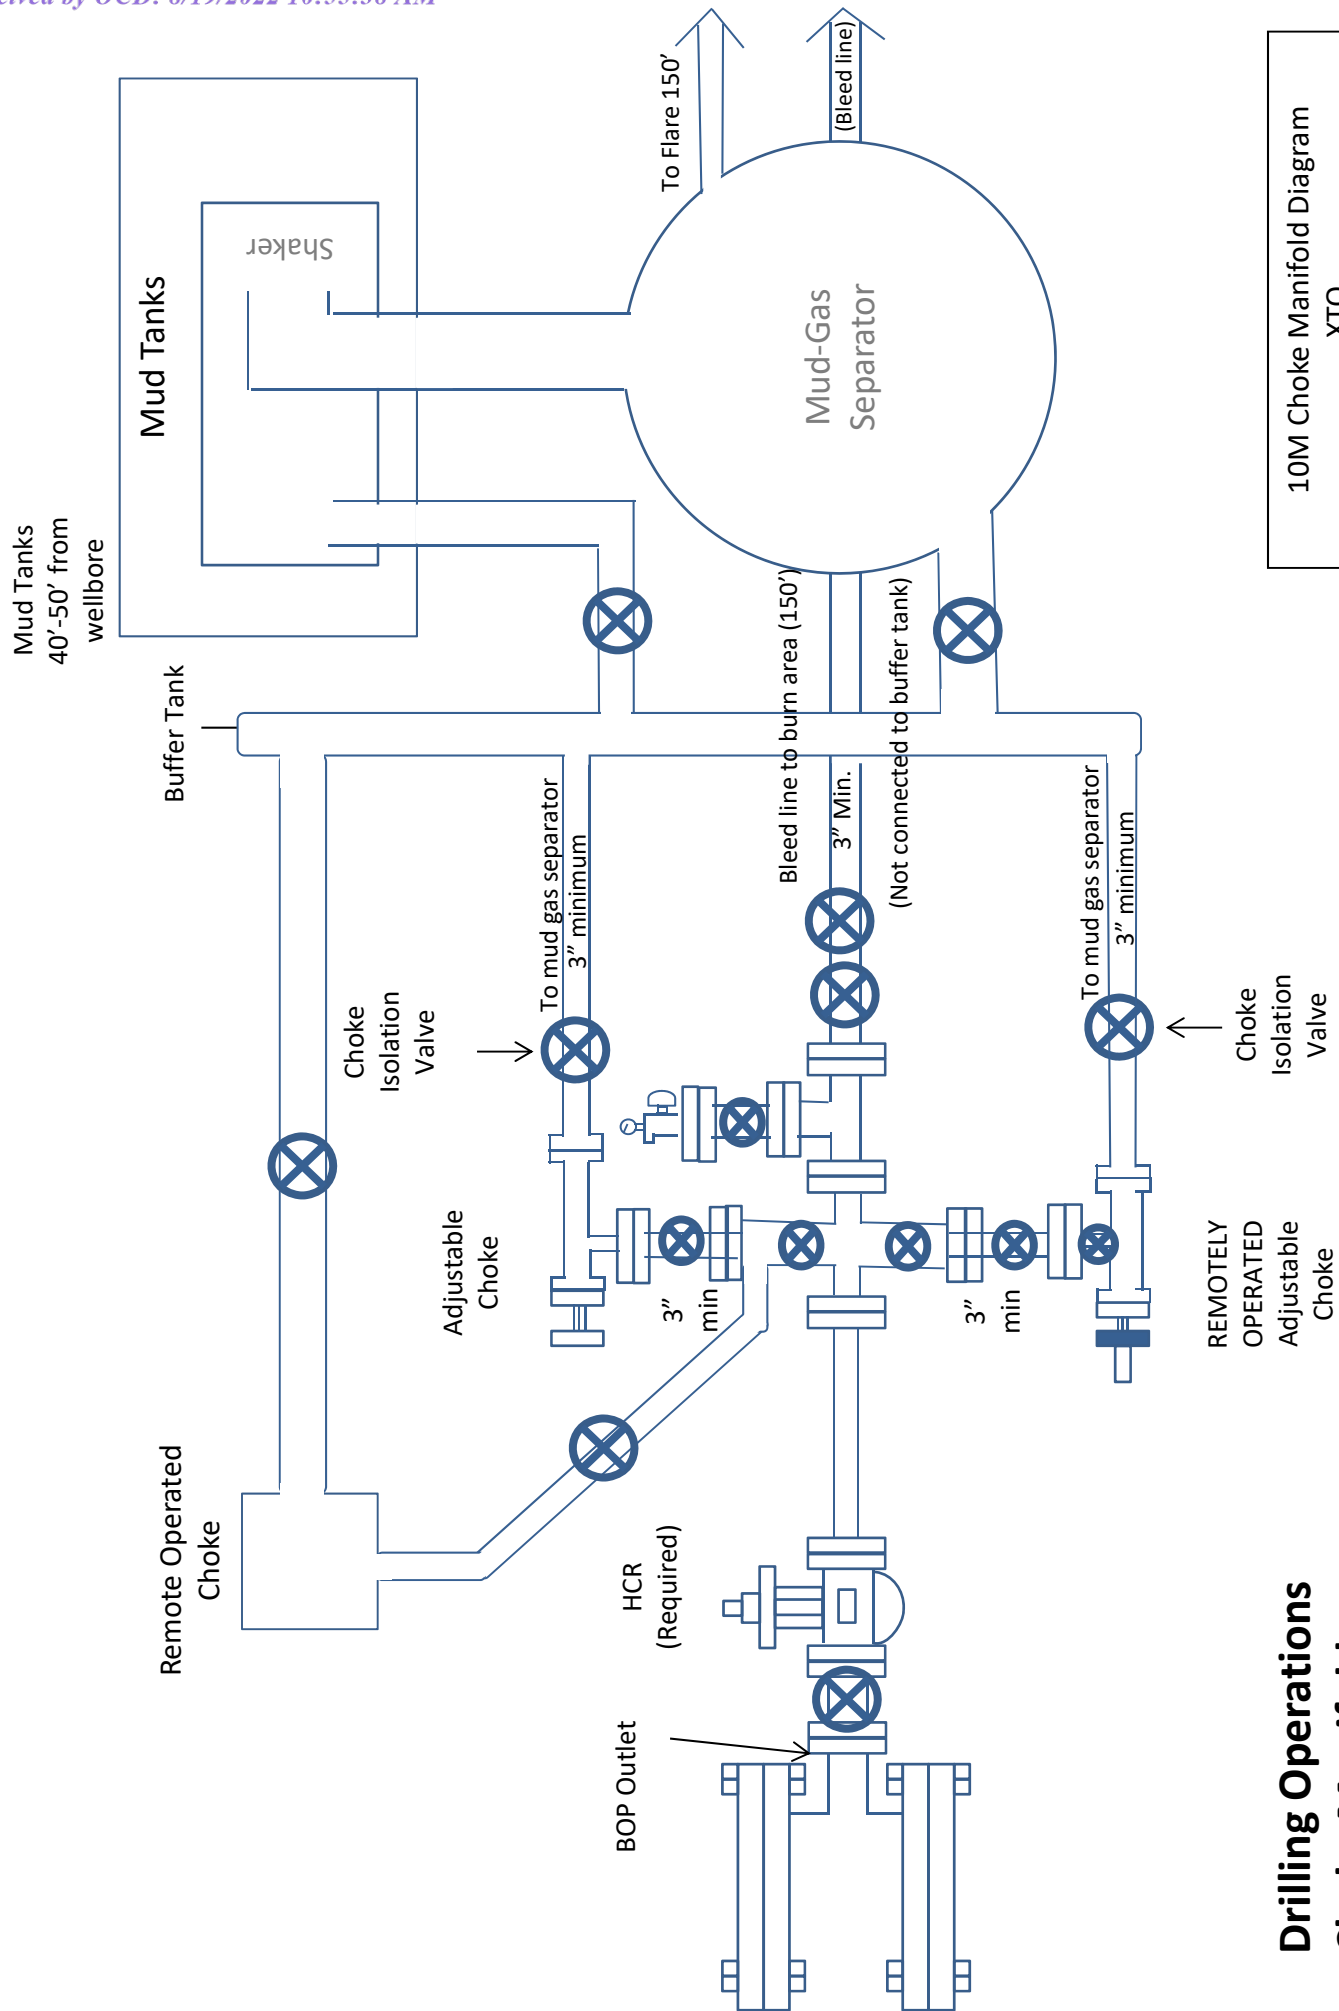 Mud Tanks
40’-50’ from
wellbore
Mud Tanks
Shaker
Buffer Tank
To Flare 150’
(Bleed line)
Mud-Gas
Separator
Remote Operated
Choke
Choke
Isolation
Valve
Adjustable
Choke
To mud gas separator
3” minimum
Bleed line to burn area (150’)
3” Min.
(Not connected to buffer tank)
3”
min
3”
min
To mud gas separator
3” minimum
Choke
Isolation
Valve
REMOTELY
OPERATED
Adjustable
Choke
HCR
(Required)
BOP Outlet
10M Choke Manifold Diagram
XTO
Drilling Operations